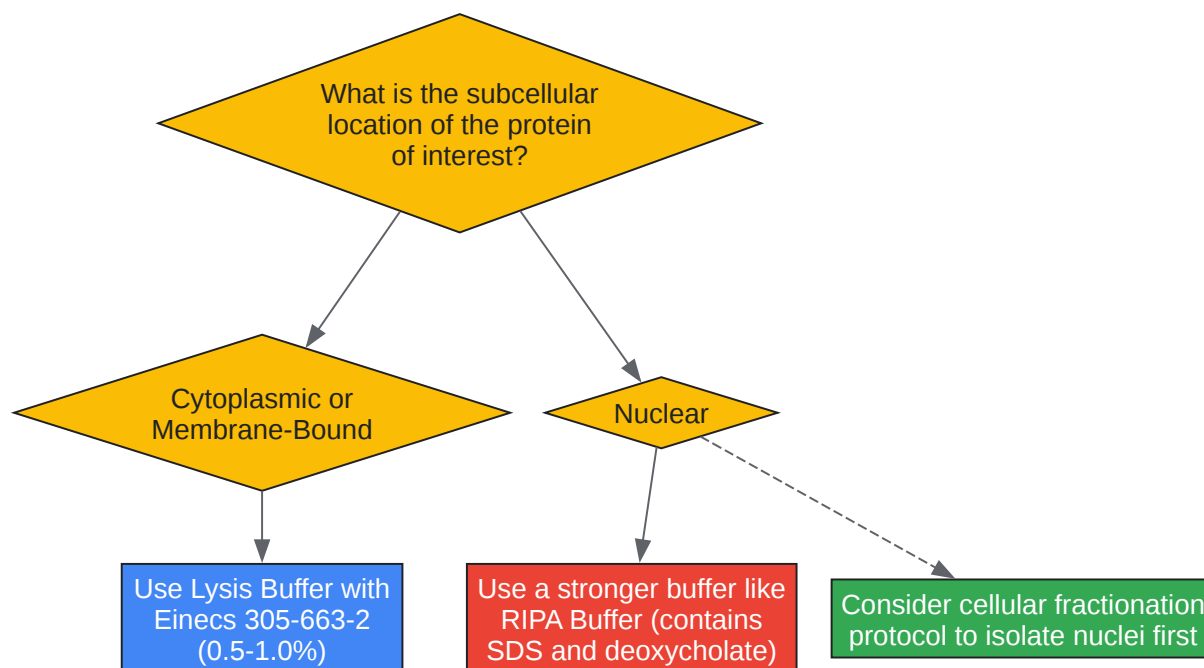 What is the subcellular
location of the protein
of interest?
Cytoplasmic or
Membrane-Bound
Nuclear
Use Lysis Buffer with
Einecs 305-663-2
(0.5-1.0%)
Use a stronger buffer like
RIPA Buffer (contains
SDS and deoxycholate)
Consider cellular fractionation
protocol to isolate nuclei first